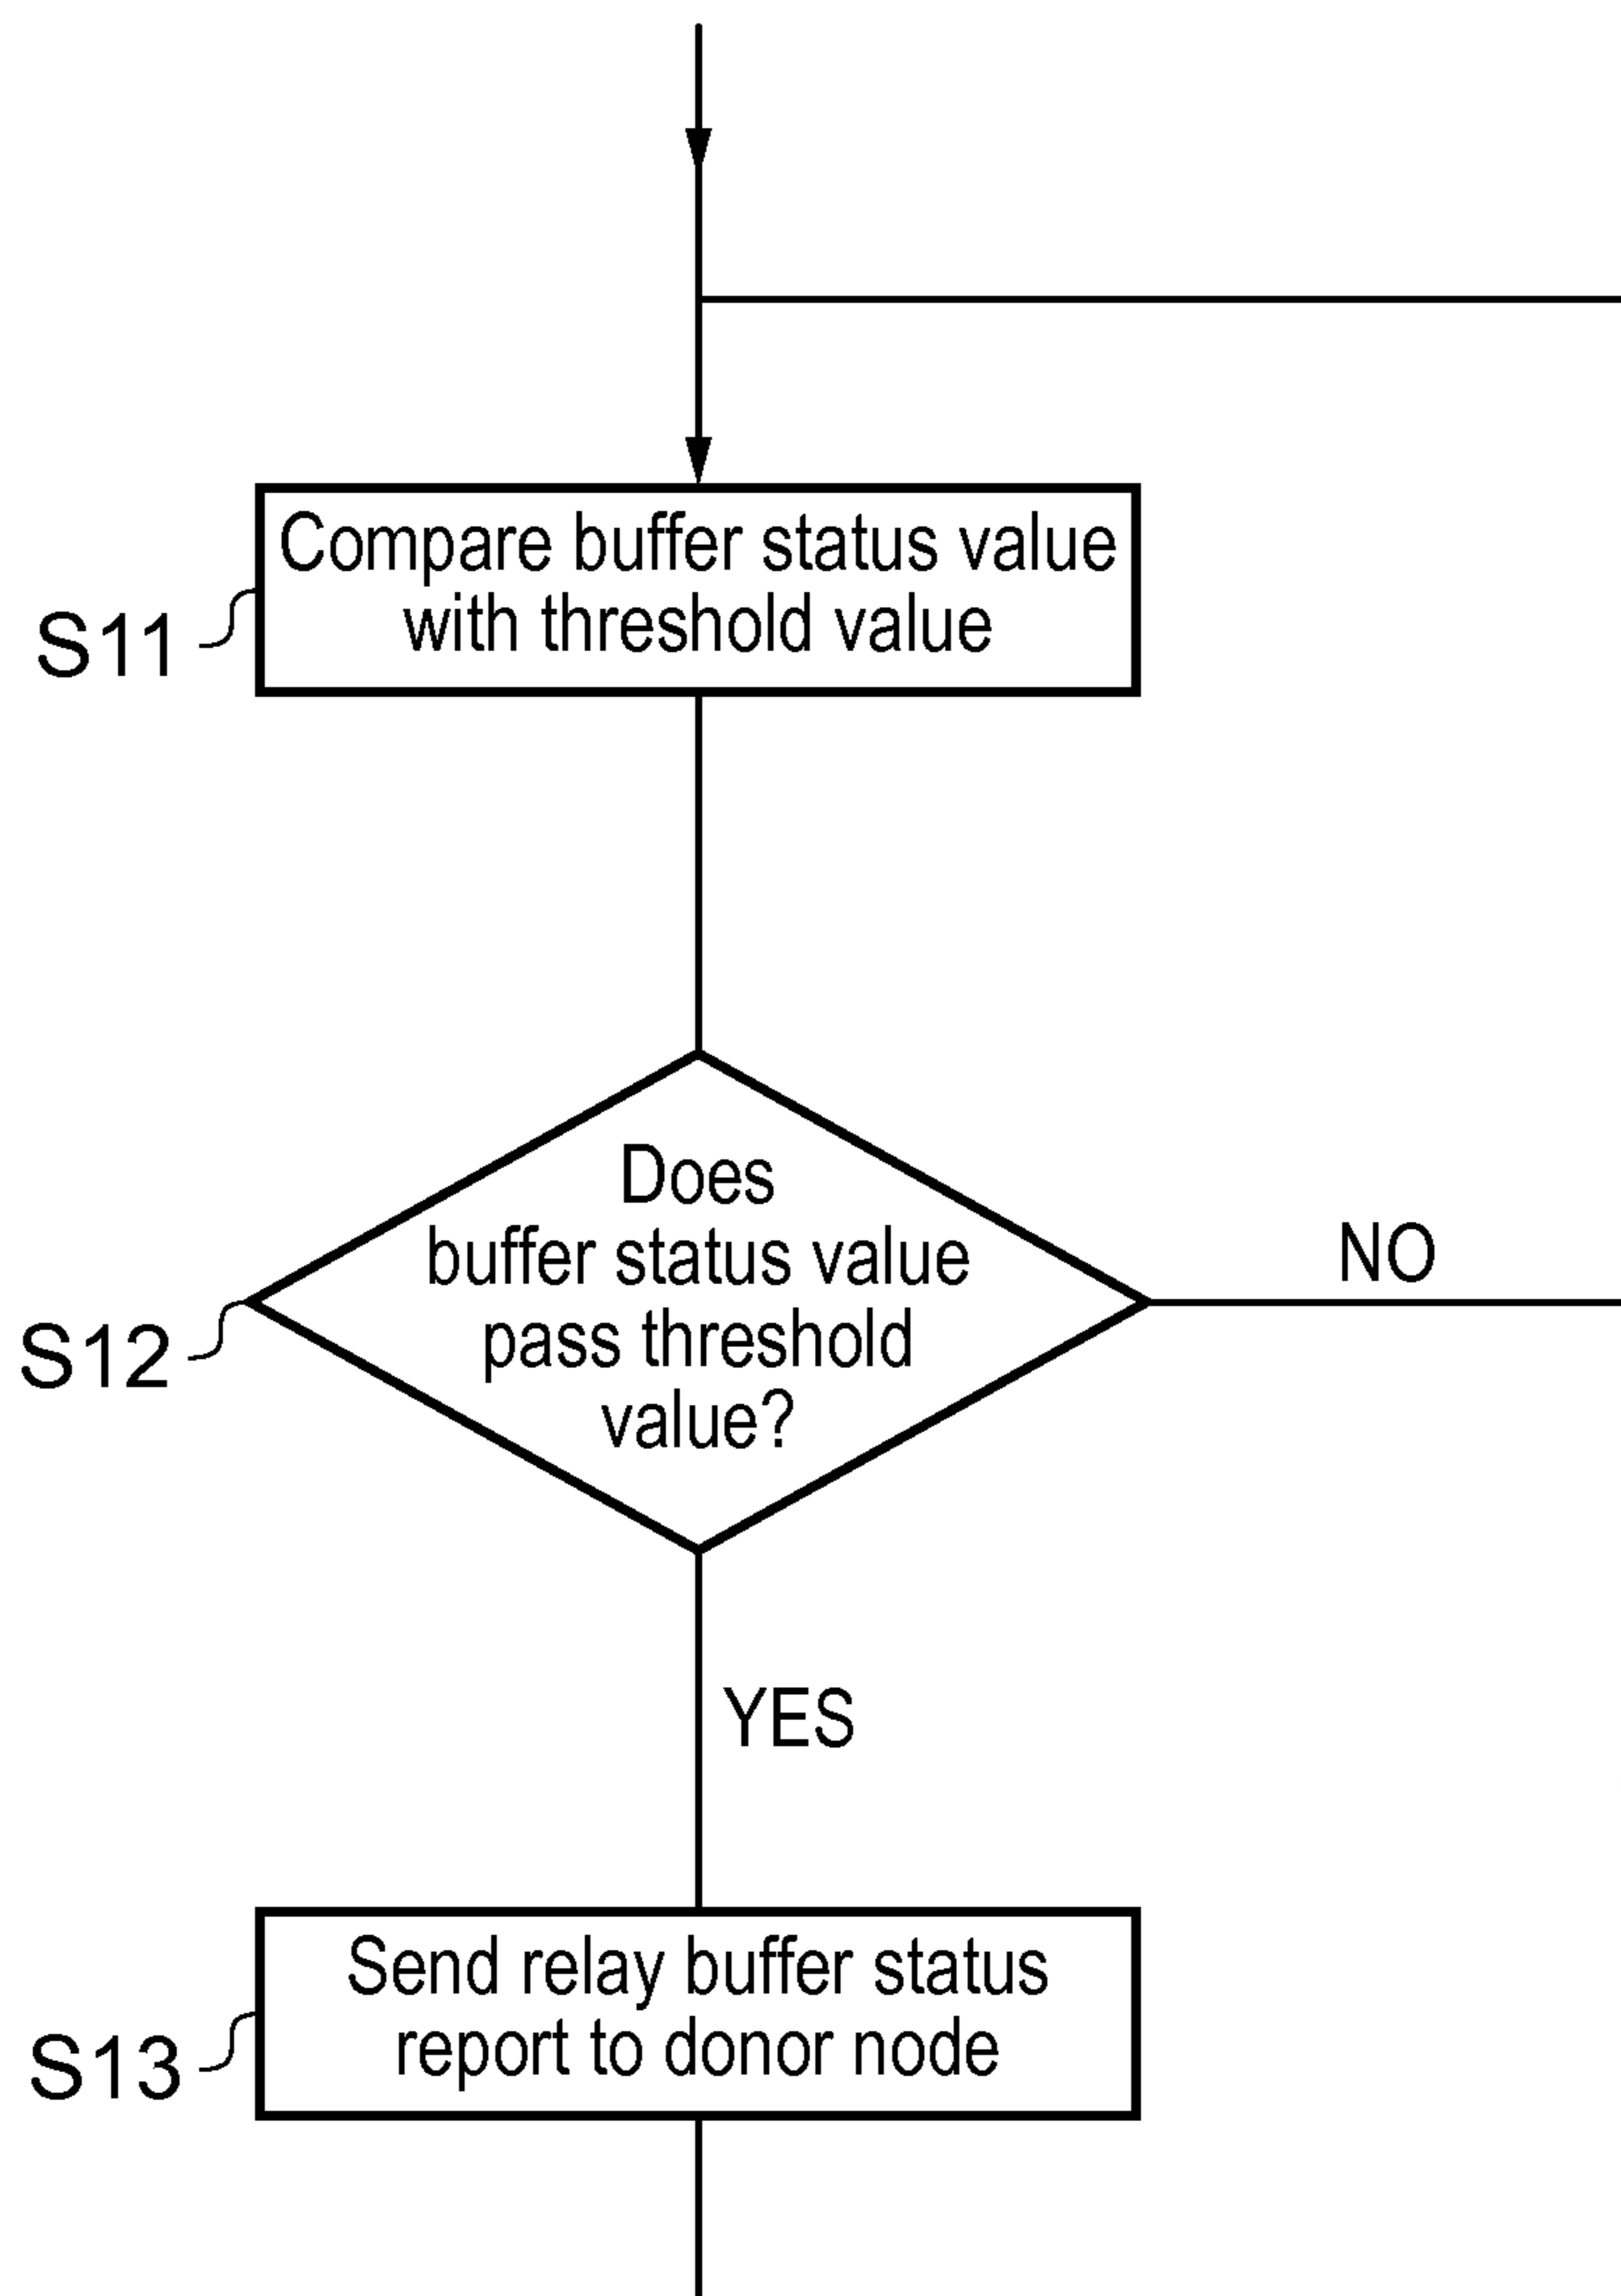 Compare buffer status value
with threshold value
S11
Does
buffer status value
pass threshold
value?
NO
S12
YES
Send relay buffer status
report to donor node
S13